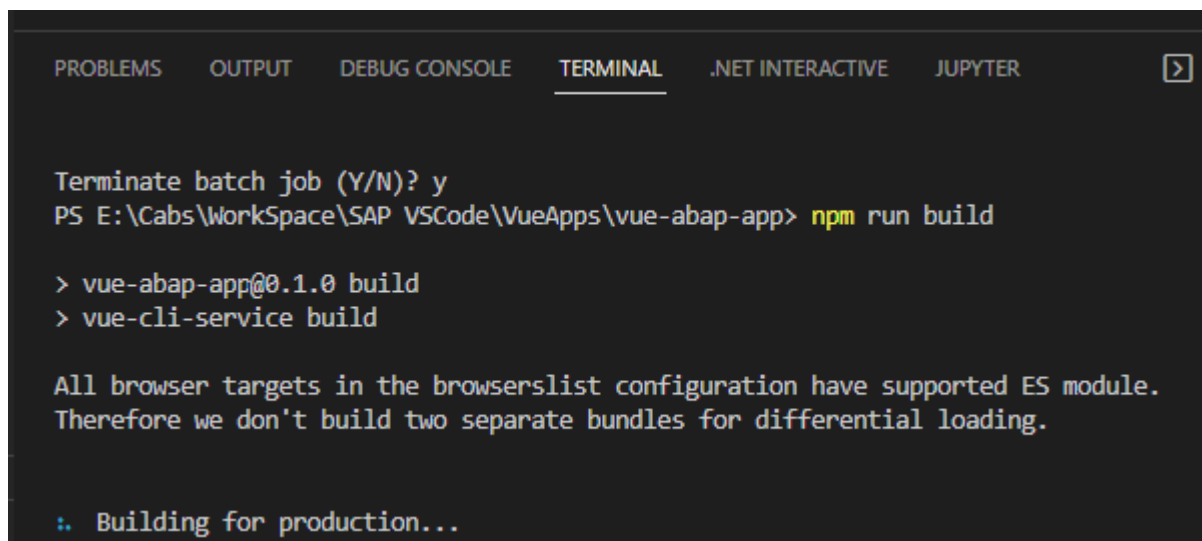 PROBLEMS OUTPUT DEBUG CONSOLE TERMINAL .NET INTERACTIVE JUPYTER
Terminate batch job (Y/N)? y
PS E:\Cabs\WorkSpace\SAP VSCode\VueApps\vue-abap-app> npm run build
> vue-abap-app@0.1.0 build
> vue-cli-service build
All browser targets in the browserslist configuration have supported ES module.
Therefore we don't build two separate bundles for differential loading.
Building for production...